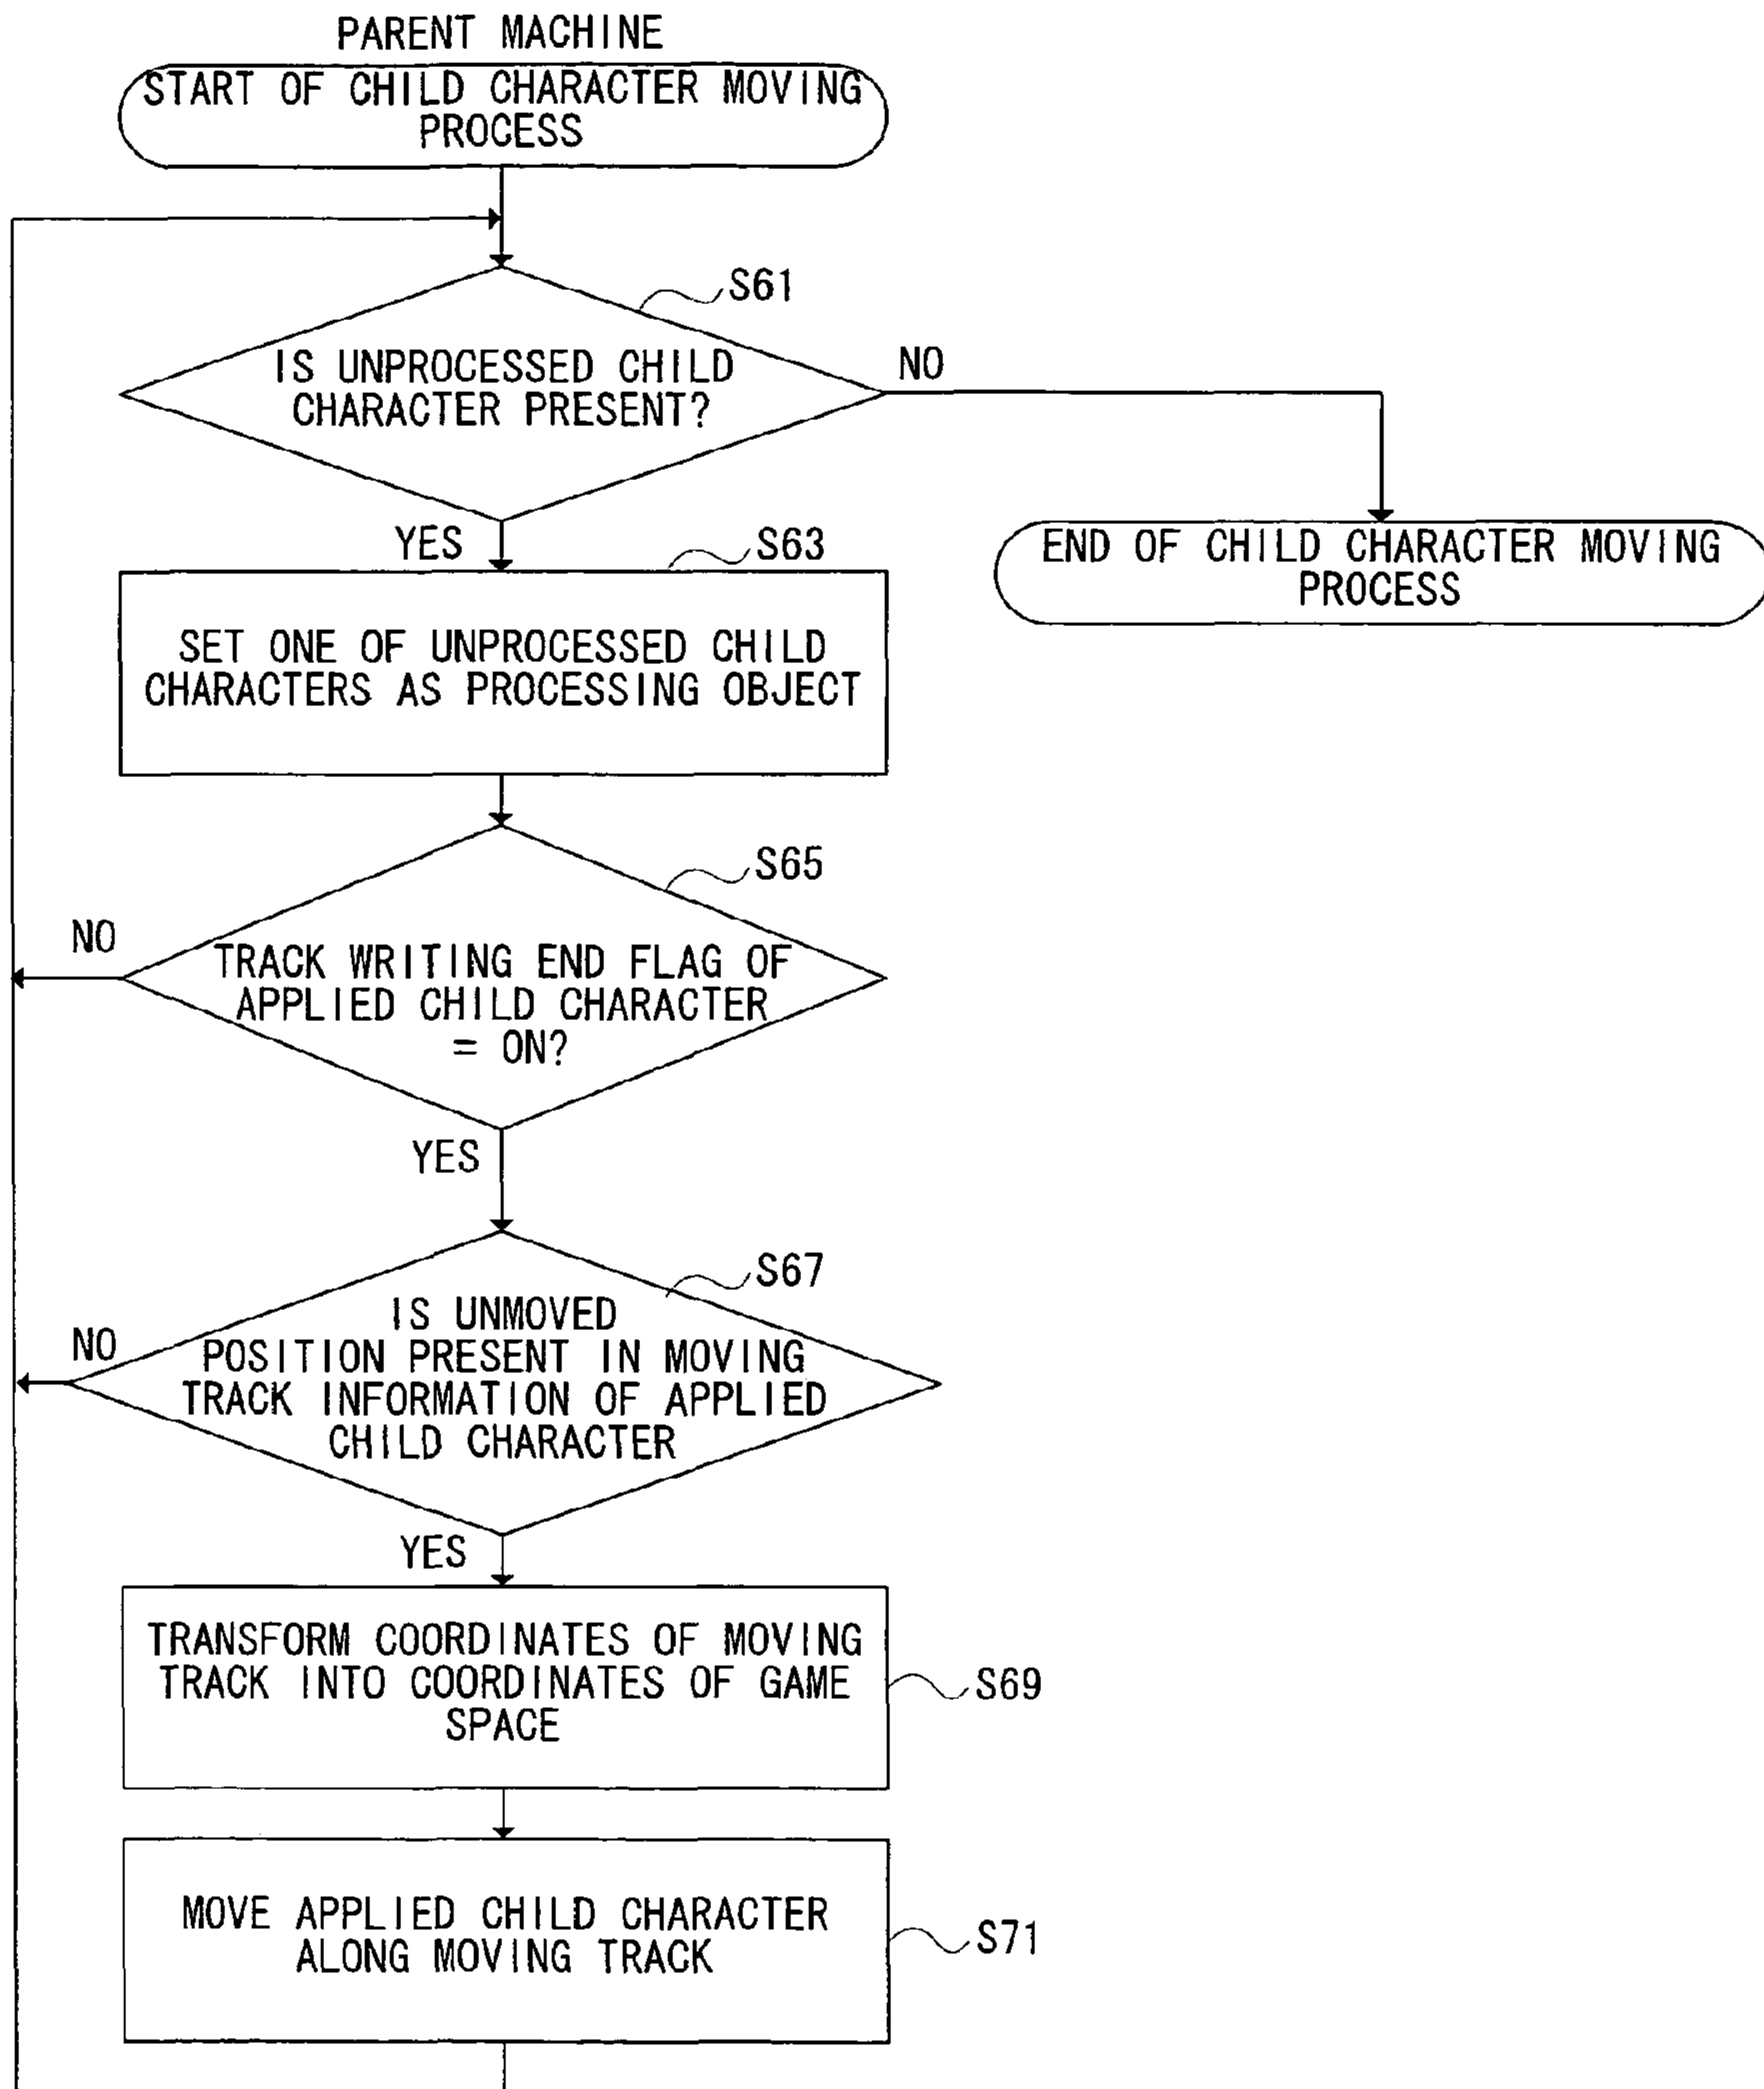 PARENT MACHINE
START OF CHILD CHARACTER MOVING
PROCESS
S61
IS UNPROCESSED CHILD
CHARACTER PRESENT?
NO
YES
S63
END OF CHILD CHARACTER MOVING
PROCESS
SET ONE OF UNPROCESSED CHILD
CHARACTERS AS PROCESSING OBJECT
S65
NO
TRACK WRITING END FLAG OF
APPLIED CHILD CHARACTER
= ON?
YES
S67
NO
IS UNMOVED
POSITION PRESENT IN MOVING
TRACK INFORMATION OF APPLIED
CHILD CHARACTER
YES
TRANSFORM COORDINATES OF MOVING
TRACK INTO COORDINATES OF GAME
SPACE
S69
MOVE APPLIED CHILD CHARACTER
ALONG MOVING TRACK
S71